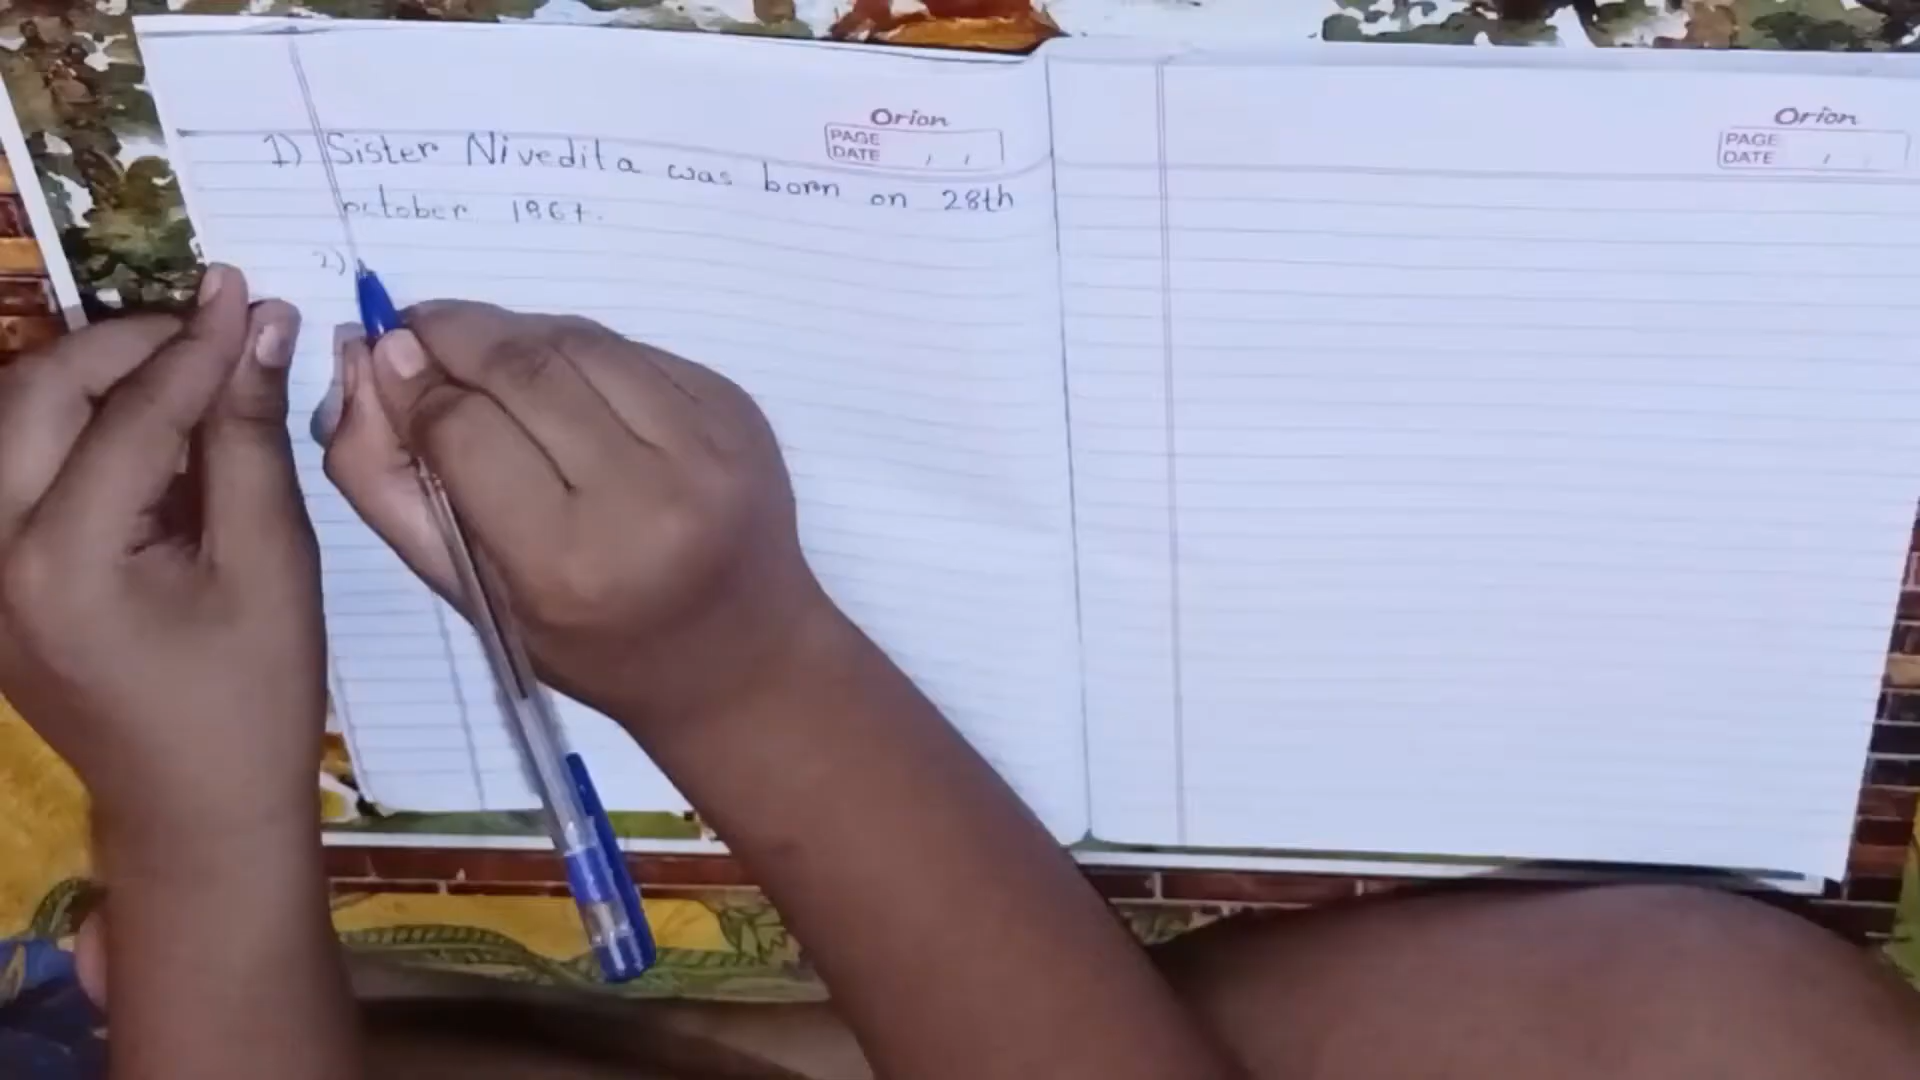 Orion
PAGE
DATE / /
1) Sister Nivedita was born on 28th
october 1867.
2)
Orion
PAGE
DATE /